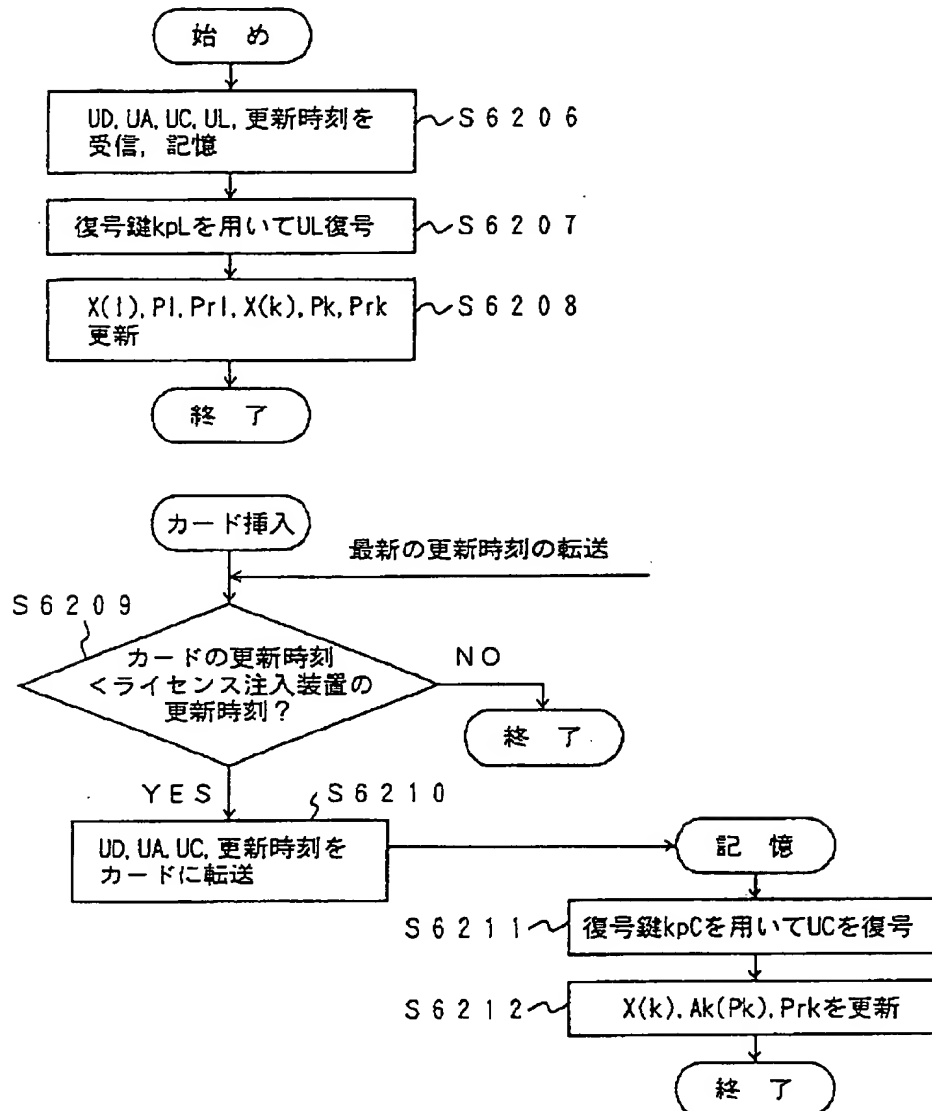 始 め
UD, UA, UC, UL, 更新時刻を
受信, 記憶
S6206
復号鍵kpLを用いてUL復号
S6207
X(l), Pl, Prl, X(k), Pk, Prk
更新
S6208
終 了
カード挿入
最新の更新時刻の転送
S6209
カードの更新時刻
<ライセンス注入装置の
更新時刻?
NO
終 了
YES
S6210
UD, UA, UC, 更新時刻を
カードに転送
記 憶
S6211
復号鍵kpCを用いてUCを復号
S6212
X(k), Ak(Pk), Prkを更新
終 了